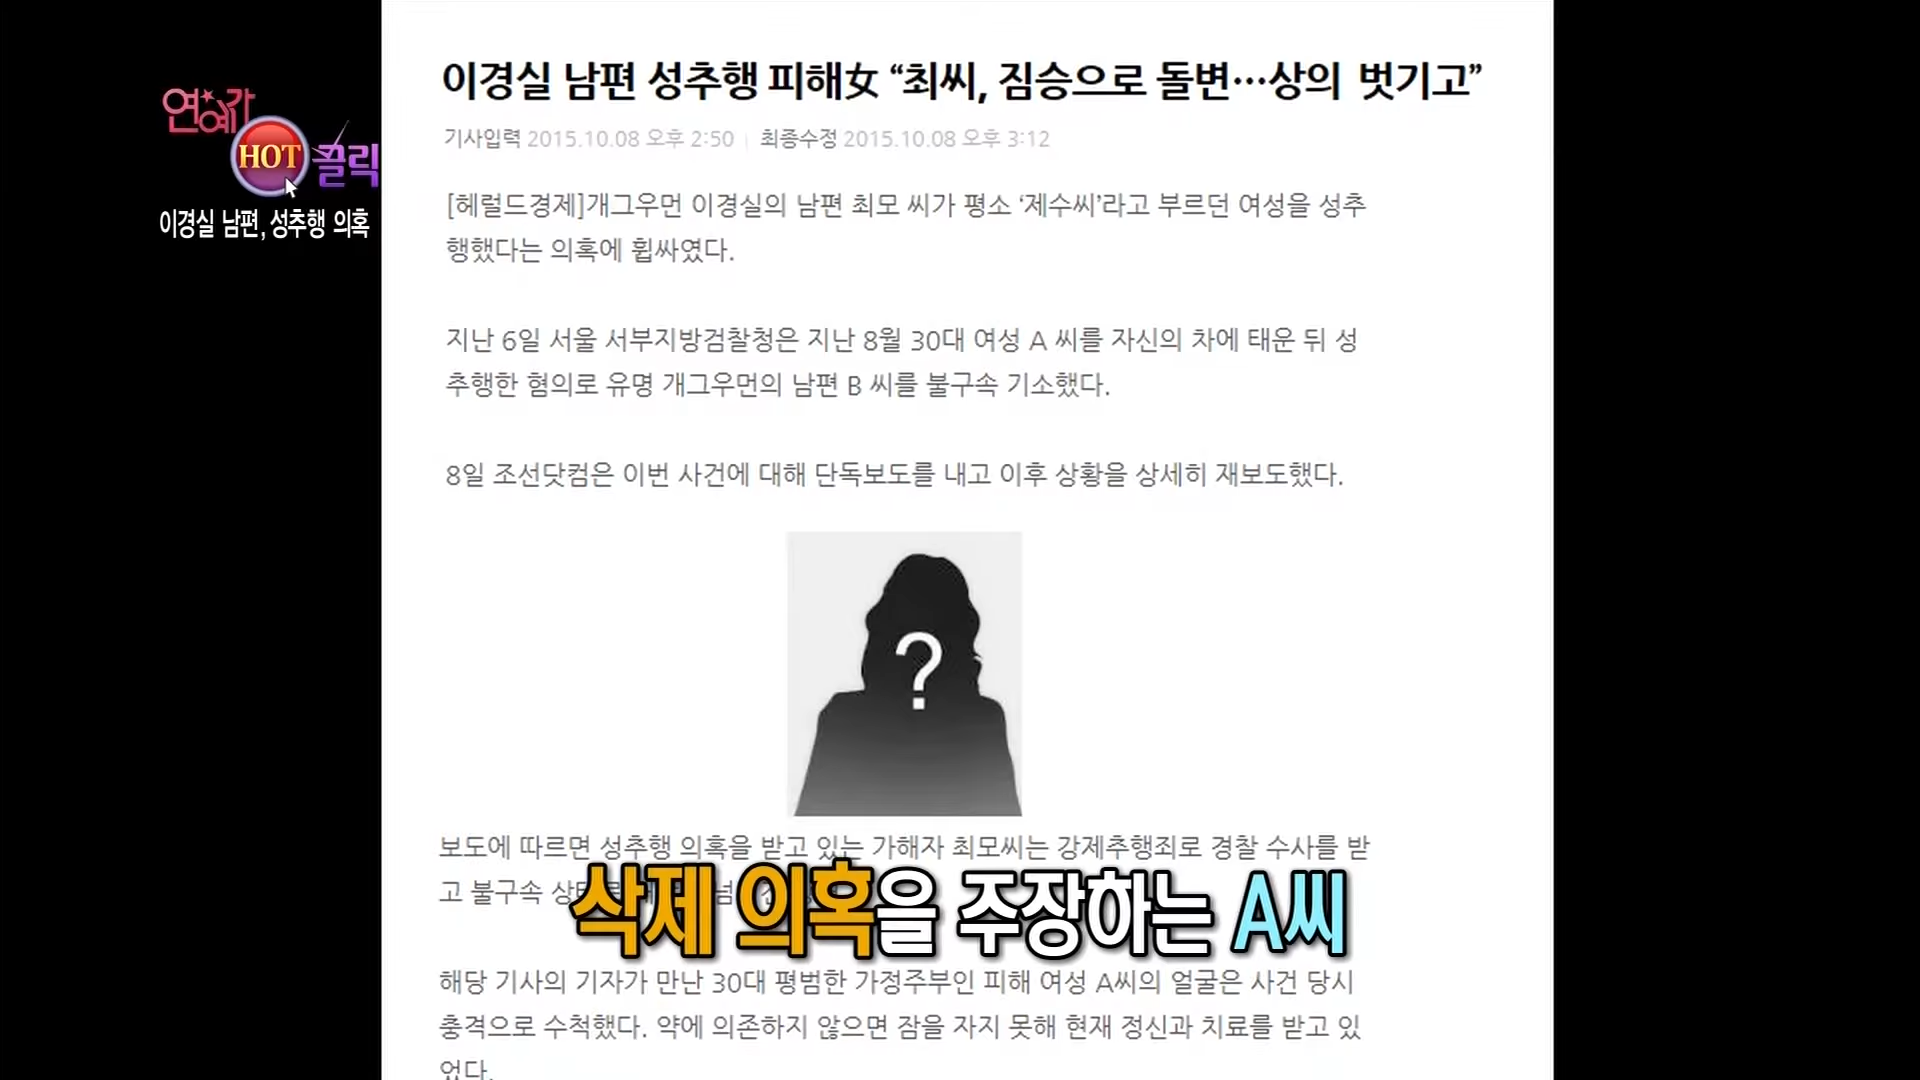 연예가
HOT
클릭
이경실 남편, 성추행 의혹
이경실 남편 성추행 피해女 “최씨, 짐승으로 돌변…상의 벗기고”
기사입력 2015.10.08 오후 2:50 | 최종수정 2015.10.08 오후 3:12
[헤럴드경제]개그우먼 이경실의 남편 최모 씨가 평소 ‘제수씨’라고 부르던 여성을 성추
행했다는 의혹에 휩싸였다.
지난 6일 서울 서부지방검찰청은 지난 8월 30대 여성 A 씨를 자신의 차에 태운 뒤 성
추행한 혐의로 유명 개그우먼의 남편 B 씨를 불구속 기소했다.
8일 조선닷컴은 이번 사건에 대해 단독보도를 내고 이후 상황을 상세히 재보도했다.
?
보도에 따르면 성추행 의혹을 받고 있는 가해자 최모씨는 강제추행죄로 경찰 수사를 받
고 불구속
삭제 의혹을 주장하는 A씨
해당 기사의 기자가 만난 30대 평범한 가정주부인 피해 여성 A씨의 얼굴은 사건 당시
충격으로 수척했다. 약에 의존하지 않으면 잠을 자지 못해 현재 정신과 치료를 받고 있
었다.